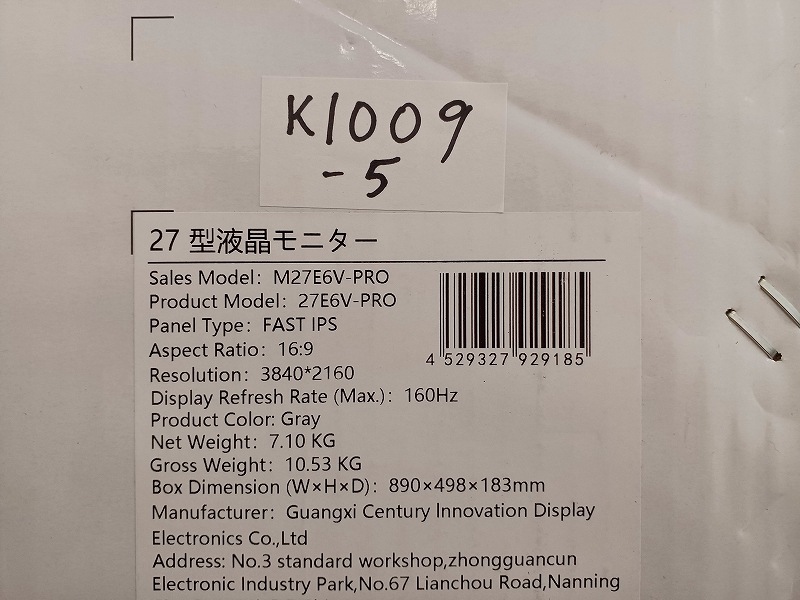 K1009
-5
27 型液晶モニター
Sales Model: M27E6V-PRO
Product Model: 27E6V-PRO
Panel Type: FAST IPS
Aspect Ratio: 16:9
Resolution: 3840*2160
Display Refresh Rate (Max.): 160Hz
Product Color: Gray
Net Weight: 7.10 KG
Gross Weight: 10.53 KG
Box Dimension (W×H×D): 890×498×183mm
Manufacturer: Guangxi Century Innovation Display
Electronics Co.,Ltd
Address: No.3 standard workshop,zhongguancun
Electronic Industry Park,No.67 Lianchou Road,Nanning
4 529327 929185